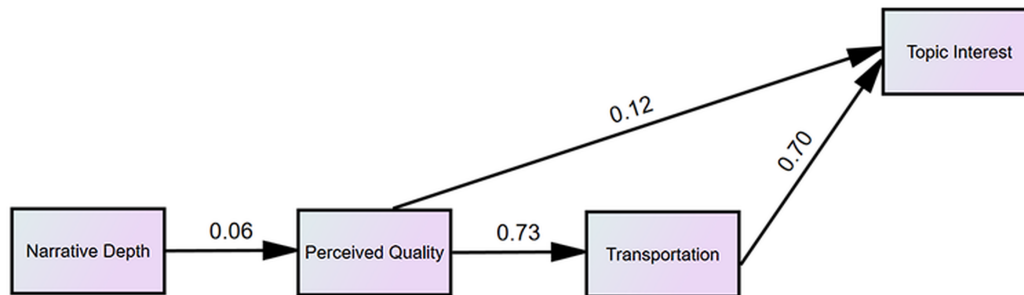 Topic Interest
0.12
0.70
Narrative Depth
0.06
Perceived Quality
0.73
Transportation